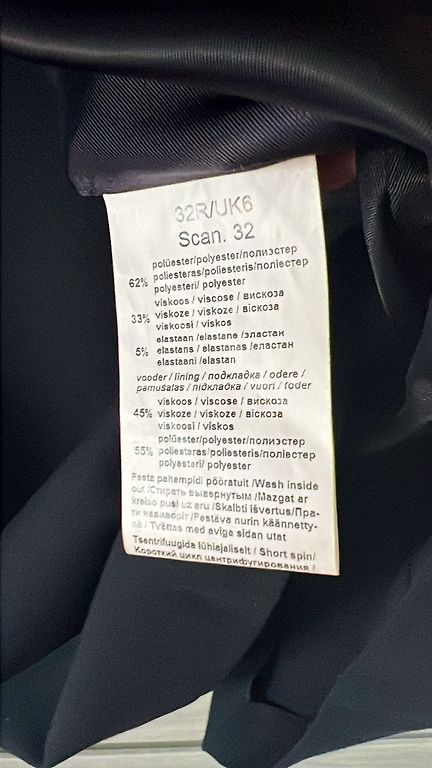 32R/UK6
Scan. 32
polüester/polyester/полиэстер
62% poliesteras/poliesteris/поліестер
polyesteri/ polyester
viskoos / viscose / вискоза
33% viskoze / viskoze / віскоза
viskoosi / viskos
elastaan /elastane /эластан
5% elastans / elastanas /еластан
elastaani /elastan
vooder / lining / подкладка / odere /
pamušalas / підкладка / vuori / foder
viskoos / viscose / вискоза
45% viskoze / viskoze / віскоза
viskoosi / viskos
polüester/polyester/полиэстер
55% poliesteras/poliesteris/поліестер
polyesteri/ polyester
Pesta pahempidi pööratult /Wash inside
out /Стирать вывернутым /Mazgat ar
kreiso pusi uz aru /Skalbti išvertus/Пра-
ти навиворіт /Pestävä nurin käännetty-
nä / Tvättas med aviga sidan utat
Tsentrifuugida lühiajaliselt / Short spin/
Короткий цикл центрифугирования /